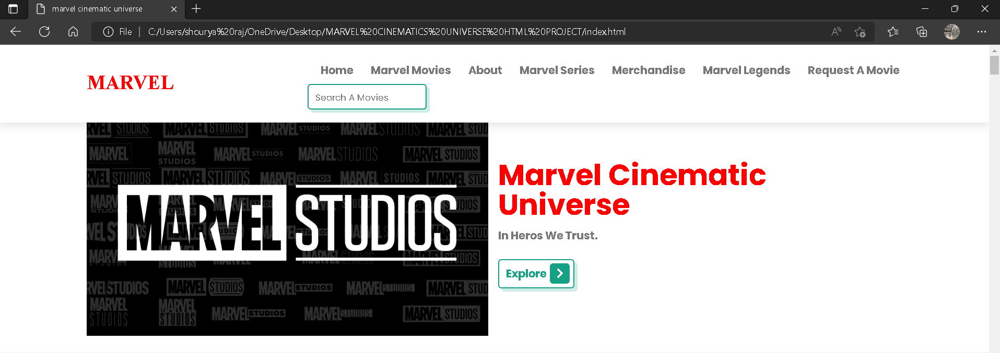 marvel cinematic universe
File | C:/Users/shourya%20raj/OneDrive/Desktop/MARVEL%20CINEMATICS%20UNIVERSE%20HTML%20PROJECT/index.html
MARVEL
Home Marvel Movies About Marvel Series Merchandise Marvel Legends Request A Movie
Search A Movies
MARVEL STUDIOS
Marvel Cinematic
Universe
In Heros We Trust.
Explore